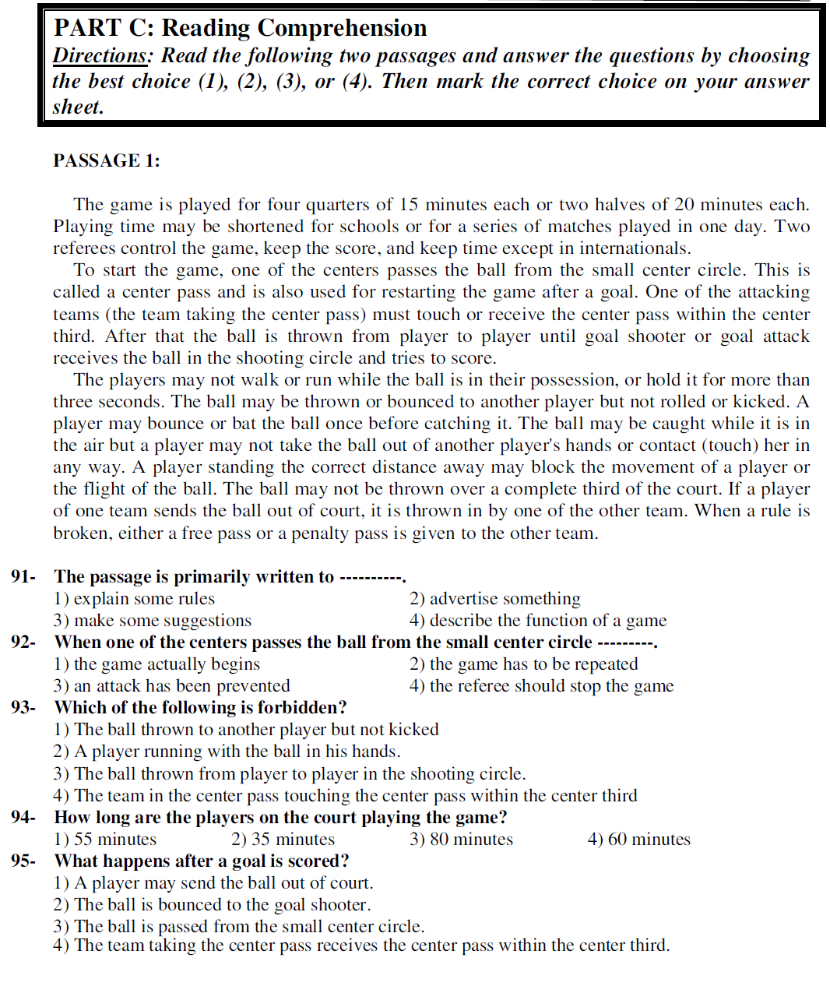 PART C: Reading Comprehension
Directions: Read the following two passages and answer the questions by choosing
the best choice (1), (2), (3), or (4). Then mark the correct choice on your answer
sheet.
PASSAGE 1:
The game is played for four quarters of 15 minutes each or two halves of 20 minutes each.
Playing time may be shortened for schools or for a series of matches played in one day. Two
referees control the game, keep the score, and keep time except in internationals.
To start the game, one of the centers passes the ball from the small center circle. This is
called a center pass and is also used for restarting the game after a goal. One of the attacking
teams (the team taking the center pass) must touch or receive the center pass within the center
third. After that the ball is thrown from player to player until goal shooter or goal attack
receives the ball in the shooting circle and tries to score.
The players may not walk or run while the ball is in their possession, or hold it for more than
three seconds. The ball may be thrown or bounced to another player but not rolled or kicked. A
player may bounce or bat the ball once before catching it. The ball may be caught while it is in
the air but a player may not take the ball out of another player's hands or contact (touch) her in
any way. A player standing the correct distance away may block the movement of a player or
the flight of the ball. The ball may not be thrown over a complete third of the court. If a player
of one team sends the ball out of court, it is thrown in by one of the other team. When a rule is
broken, either a free pass or a penalty pass is given to the other team.
91- The passage is primarily written to ----------.
1) explain some rules 2) advertise something
3) make some suggestions 4) describe the function of a game
92- When one of the centers passes the ball from the small center circle ---------.
1) the game actually begins 2) the game has to be repeated
3) an attack has been prevented 4) the referee should stop the game
93- Which of the following is forbidden?
1) The ball thrown to another player but not kicked
2) A player running with the ball in his hands.
3) The ball thrown from player to player in the shooting circle.
4) The team in the center pass touching the center pass within the center third
94- How long are the players on the court playing the game?
1) 55 minutes 2) 35 minutes 3) 80 minutes 4) 60 minutes
95- What happens after a goal is scored?
1) A player may send the ball out of court.
2) The ball is bounced to the goal shooter.
3) The ball is passed from the small center circle.
4) The team taking the center pass receives the center pass within the center third.